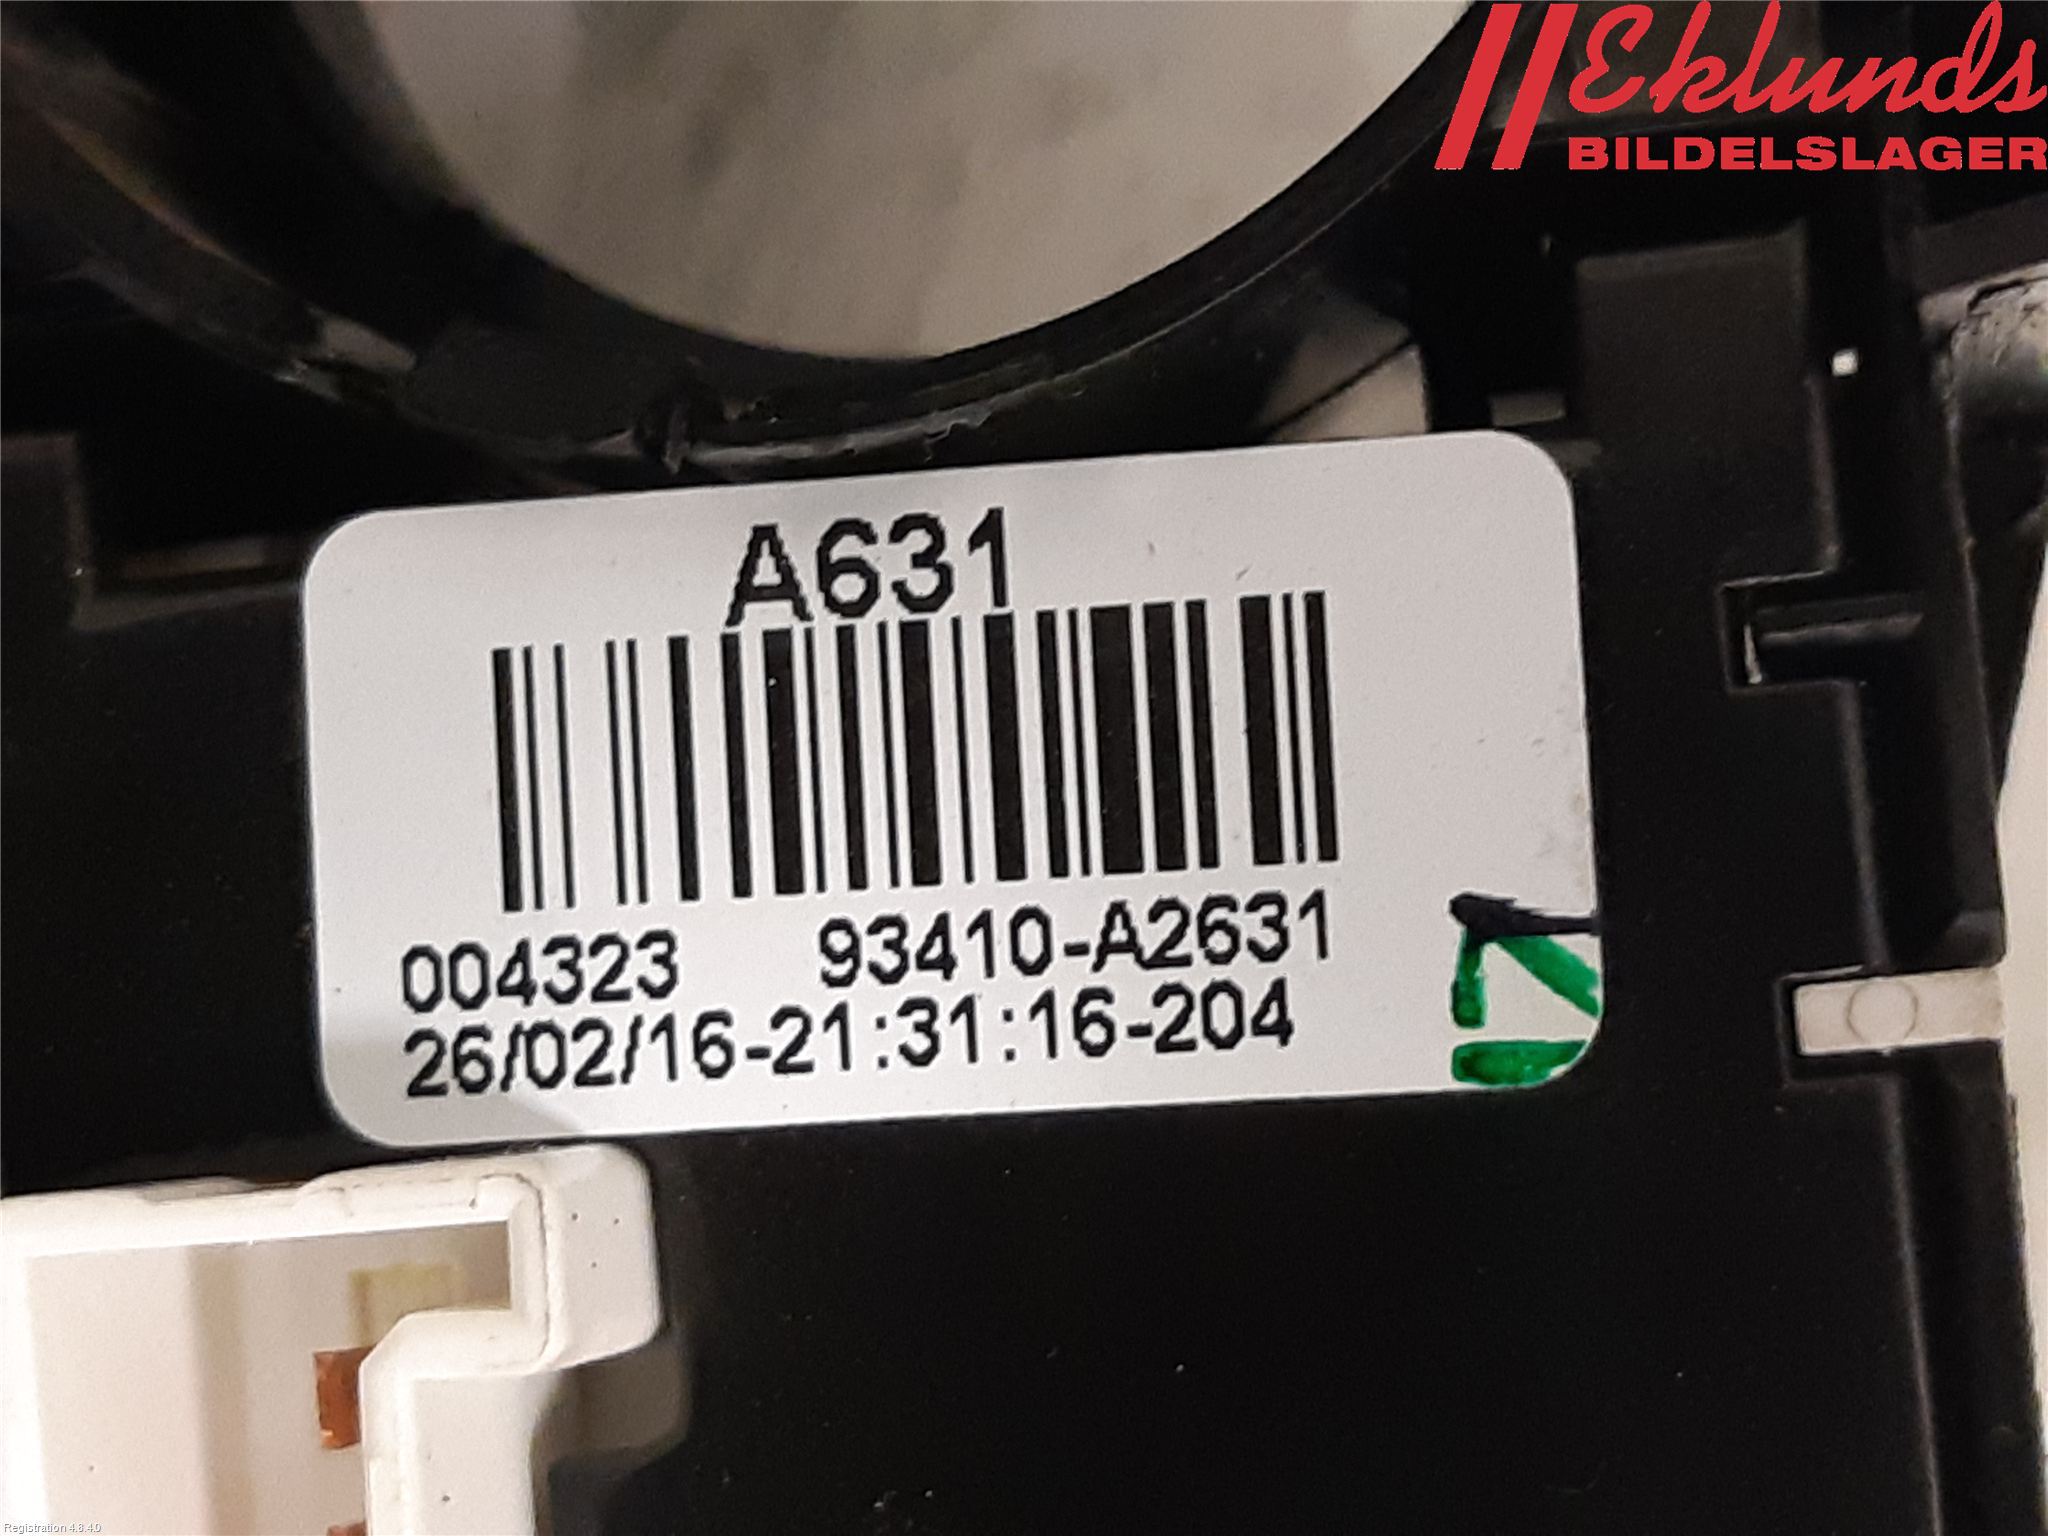 Eklunds
BILDELSLAGER
A631
004323 93410-A2631
26/02/16-21:31:16-204
Registration 4.8.4.0